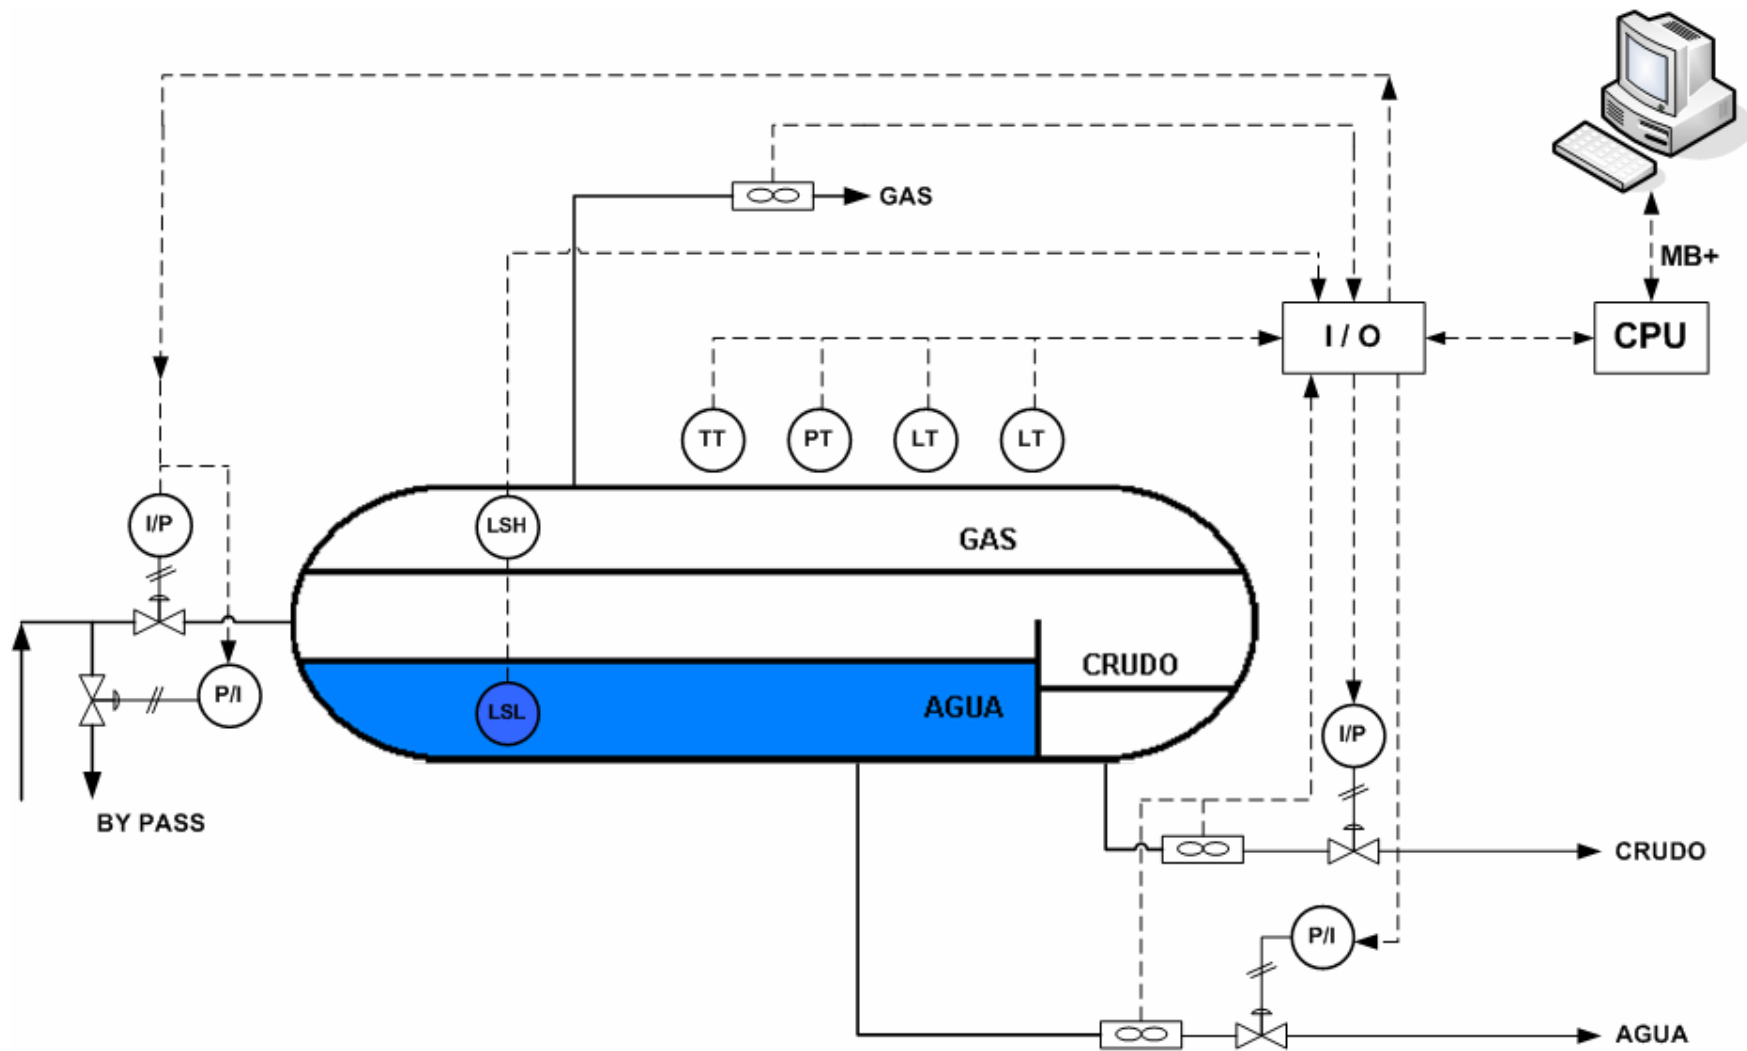 GAS
MB+
I / O
CPU
TT
PT
LT
LT
I/P
LSH
GAS
CRUDO
P/I
LSL
AGUA
I/P
BY PASS
CRUDO
P/I
AGUA